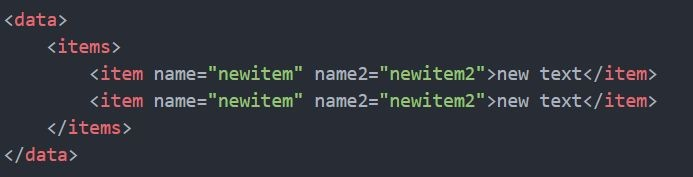 <data>
    <items>
        <item name="newitem" name2="newitem2">new text</item>
        <item name="newitem" name2="newitem2">new text</item>
    </items>
</data>